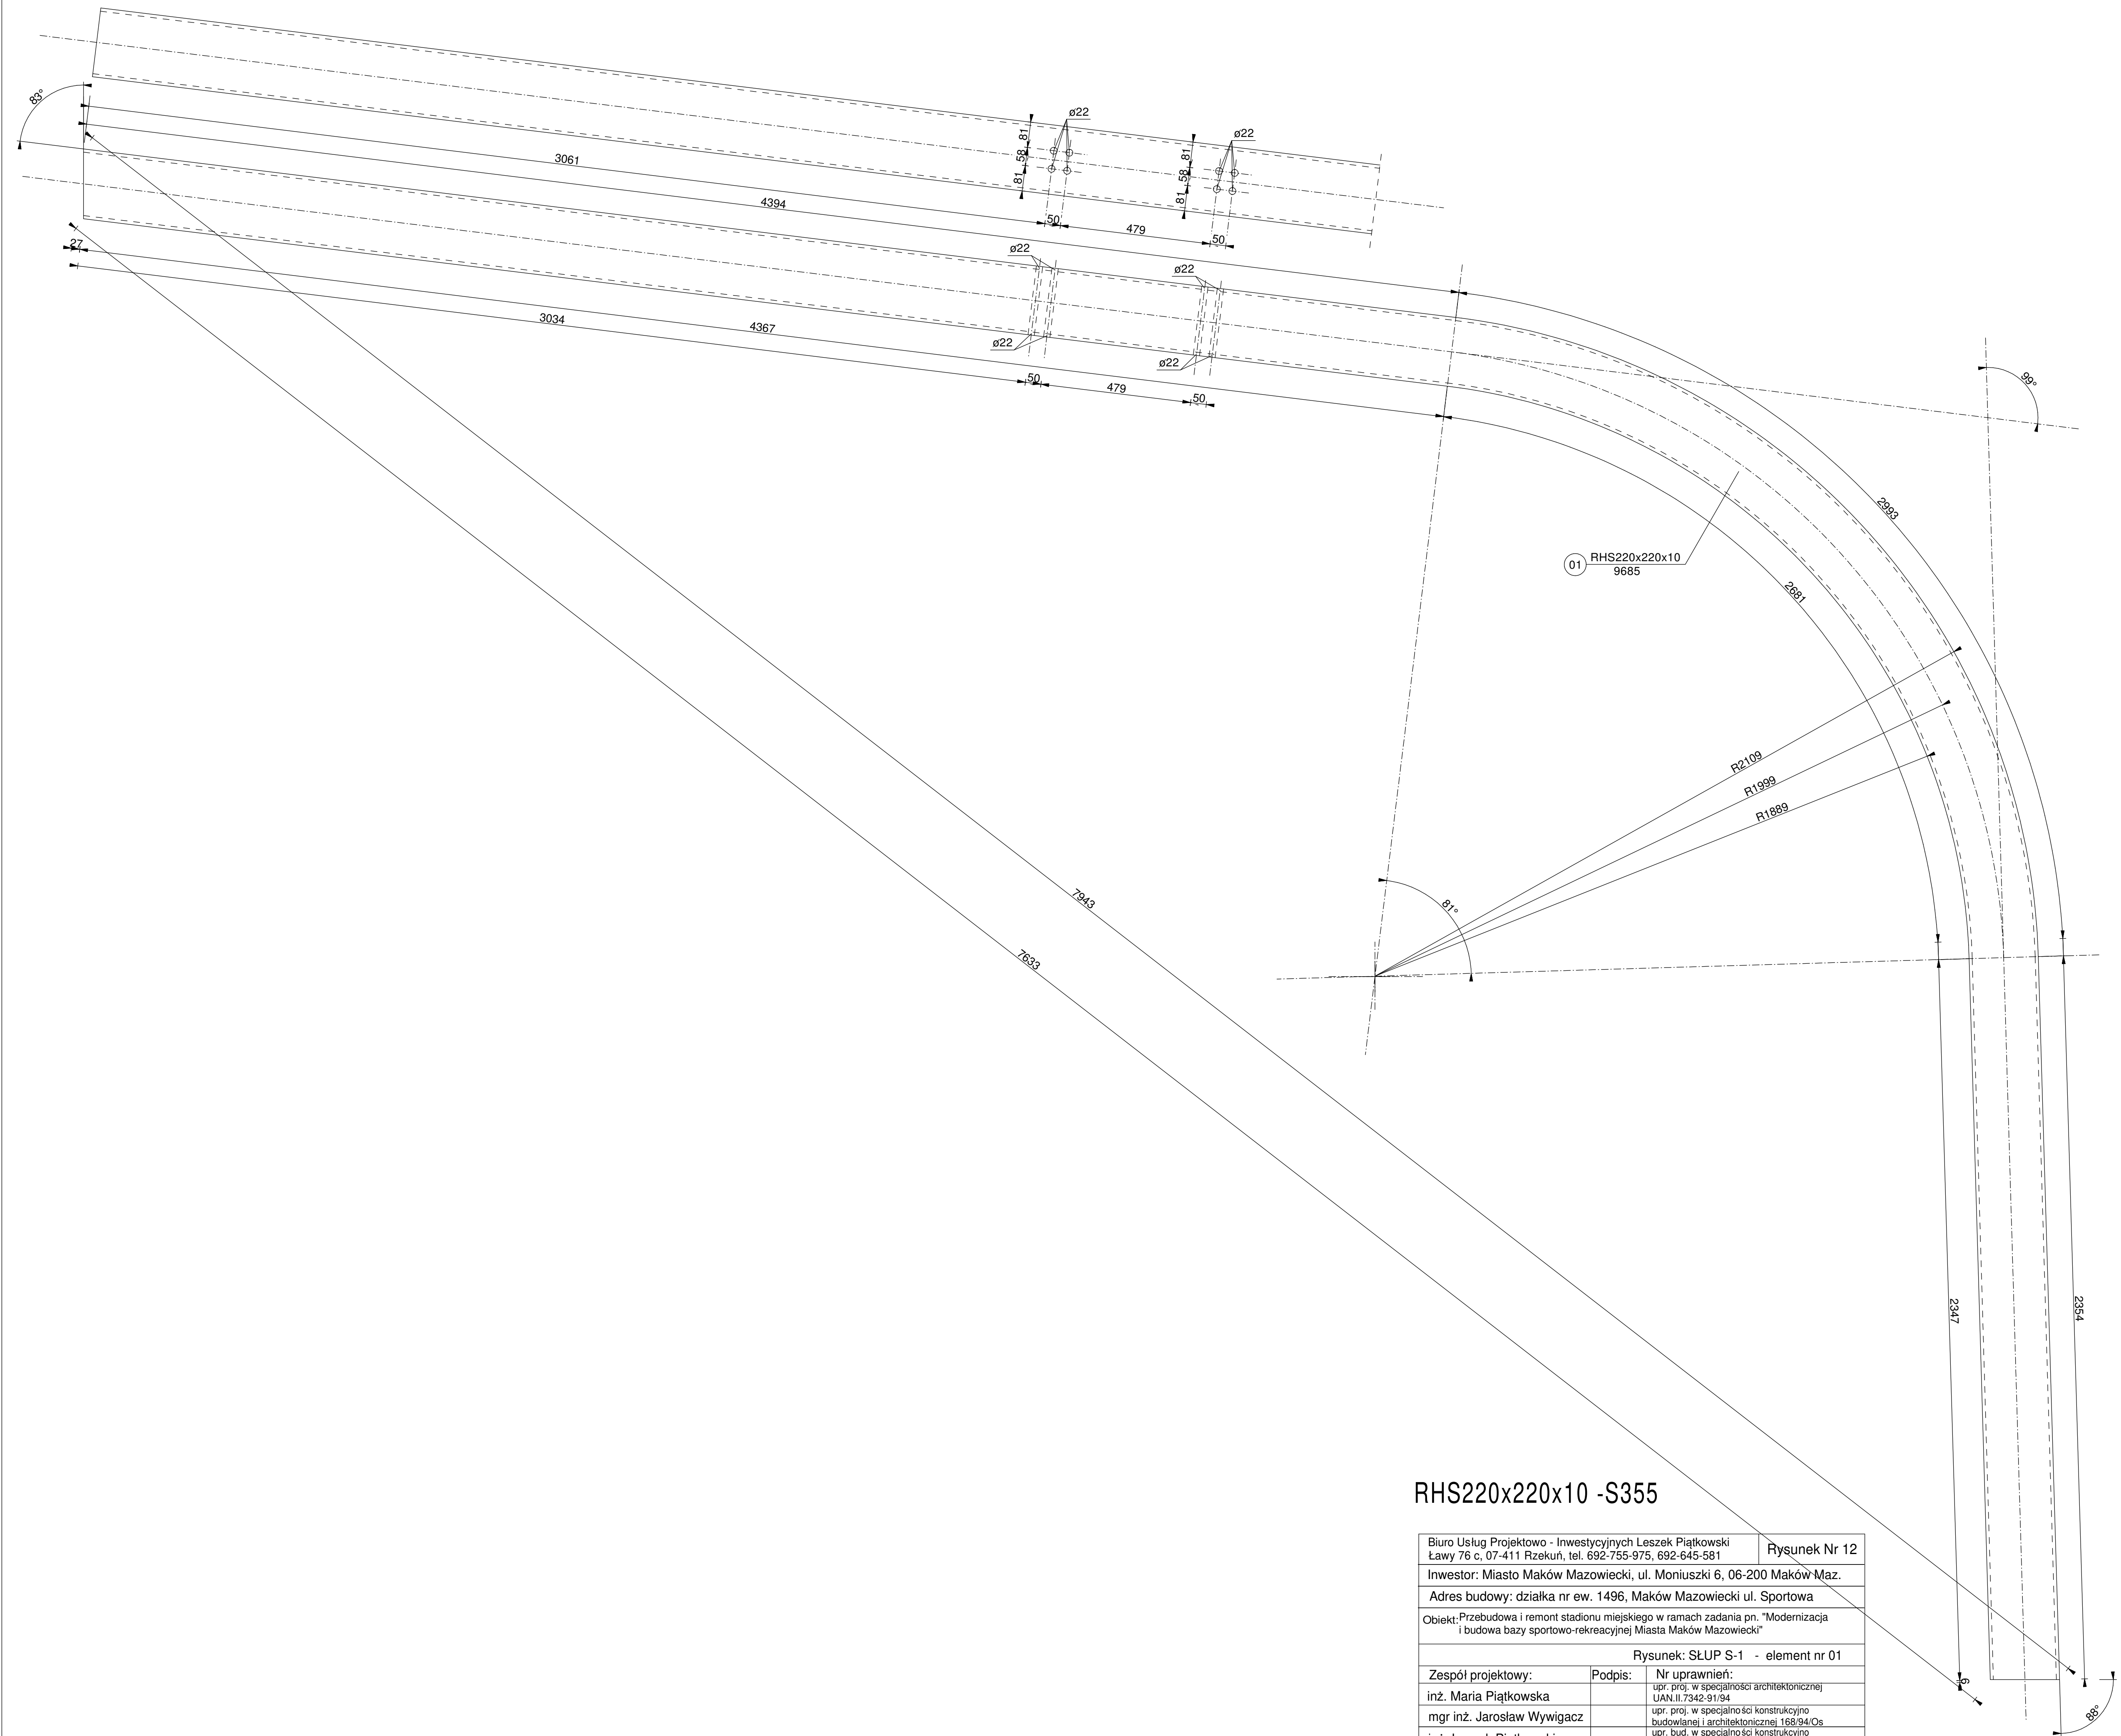 83°
ø22
ø22
81
58
81
81
58
81
3061
4394
50
479
50
27
ø22
ø22
3034
4367
ø22
ø22
50
479
50
99°
2993
01 RHS220x220x10
9685
2681
R2109
R1999
R1889
81°
7943
7633
2347
2354
6
88°
RHS220x220x10 -S355
Biuro Usług Projektowo - Inwestycyjnych Leszek Piątkowski
Ławy 76 c, 07-411 Rzekuń, tel. 692-755-975, 692-645-581
Rysunek Nr 12
Inwestor: Miasto Maków Mazowiecki, ul. Moniuszki 6, 06-200 Maków Maz.
Adres budowy: działka nr ew. 1496, Maków Mazowiecki ul. Sportowa
Obiekt: Przebudowa i remont stadionu miejskiego w ramach zadania pn. "Modernizacja
i budowa bazy sportowo-rekreacyjnej Miasta Maków Mazowiecki"
Rysunek: SŁUP S-1 - element nr 01
Zespół projektowy: Podpis: Nr uprawnień:
inż. Maria Piątkowska
upr. proj. w specjalności architektonicznej
UAN.II.7342-91/94
mgr inż. Jarosław Wywigacz
upr. proj. w specjalności konstrukcyjno
budowlanej i architektonicznej 168/94/Os
upr. bud. w specjalności konstrukcyjno